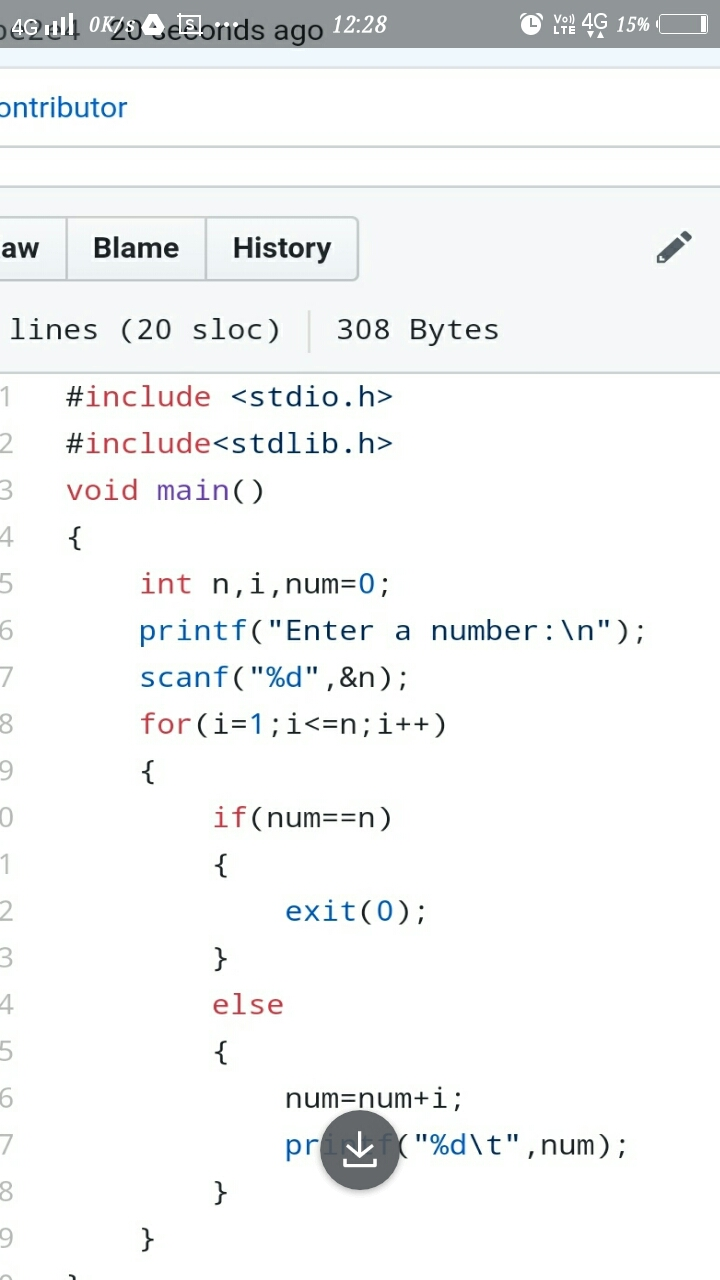 4G 0K/s ... 12:28 Vo)) LTE 4G 15%
20 seconds ago
ontributor
aw Blame History
lines (20 sloc) 308 Bytes
1 #include <stdio.h>
2 #include<stdlib.h>
3 void main()
4 {
5 int n,i,num=0;
6 printf("Enter a number:\n");
7 scanf("%d",&n);
8 for(i=1;i<=n;i++)
9 {
0 if(num==n)
1 {
2 exit(0);
3 }
4 else
5 {
6 num=num+i;
7 printf("%d\t",num);
8 }
9 }